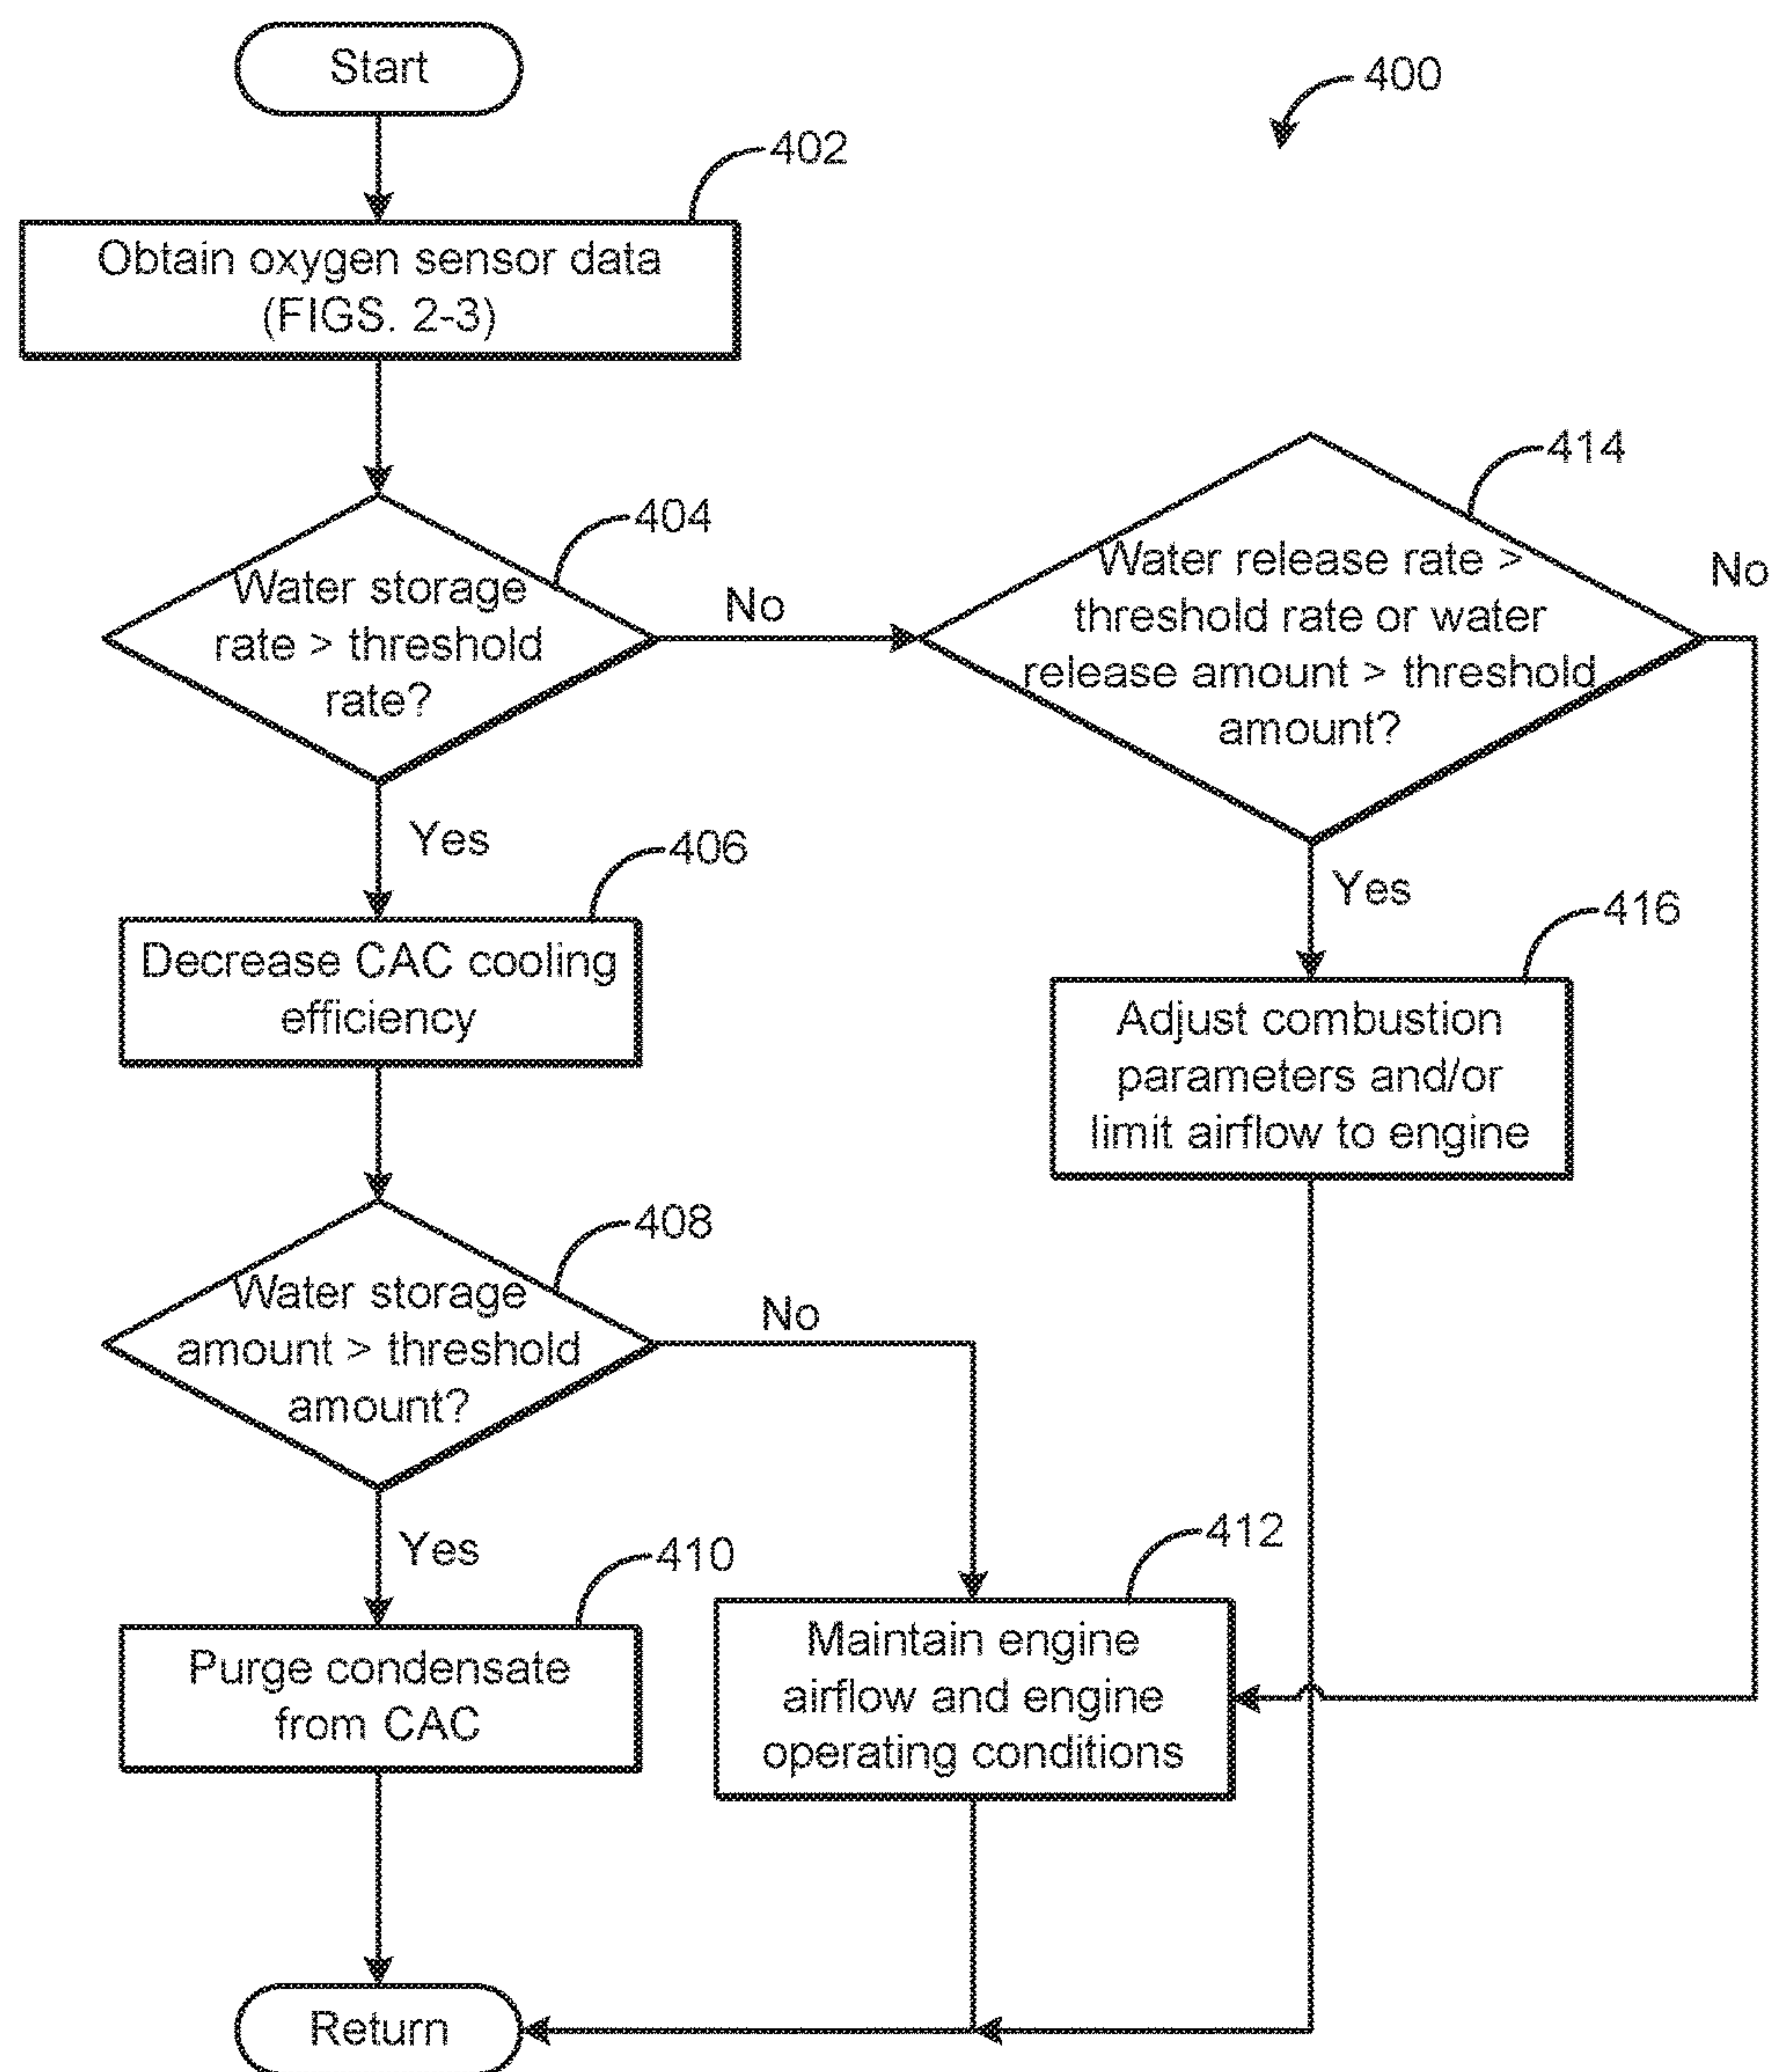 Start
400
402
Obtain oxygen sensor data
(FIGS. 2-3)
404
Water storage
rate > threshold
rate?
No
414
Water release rate >
threshold rate or water
release amount > threshold
amount?
No
Yes
406
Decrease CAC cooling
efficiency
Yes
416
Adjust combustion
parameters and/or
limit airflow to engine
408
Water storage
amount > threshold
amount?
No
Yes
410
Purge condensate
from CAC
412
Maintain engine
airflow and engine
operating conditions
Return